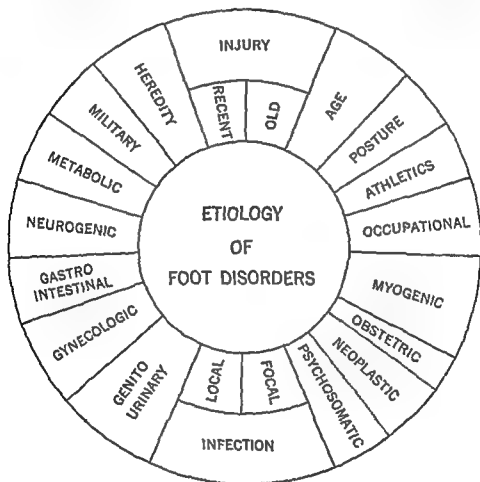 INJURY
RECENT
OLD
AGE
POSTURE
ATHLETICS
OCCUPATIONAL
MYOGENIC
OBSTETRIC
NEOPLASTIC
PSYCHOSOMATIC
INFECTION
FOCAL
LOCAL
GENITO
URINARY
GYNECOLOGIC
GASTRO
INTESTINAL
NEUROGENIC
METABOLIC
MILITARY
HEREDITY
ETIOLOGY
OF
FOOT DISORDERS